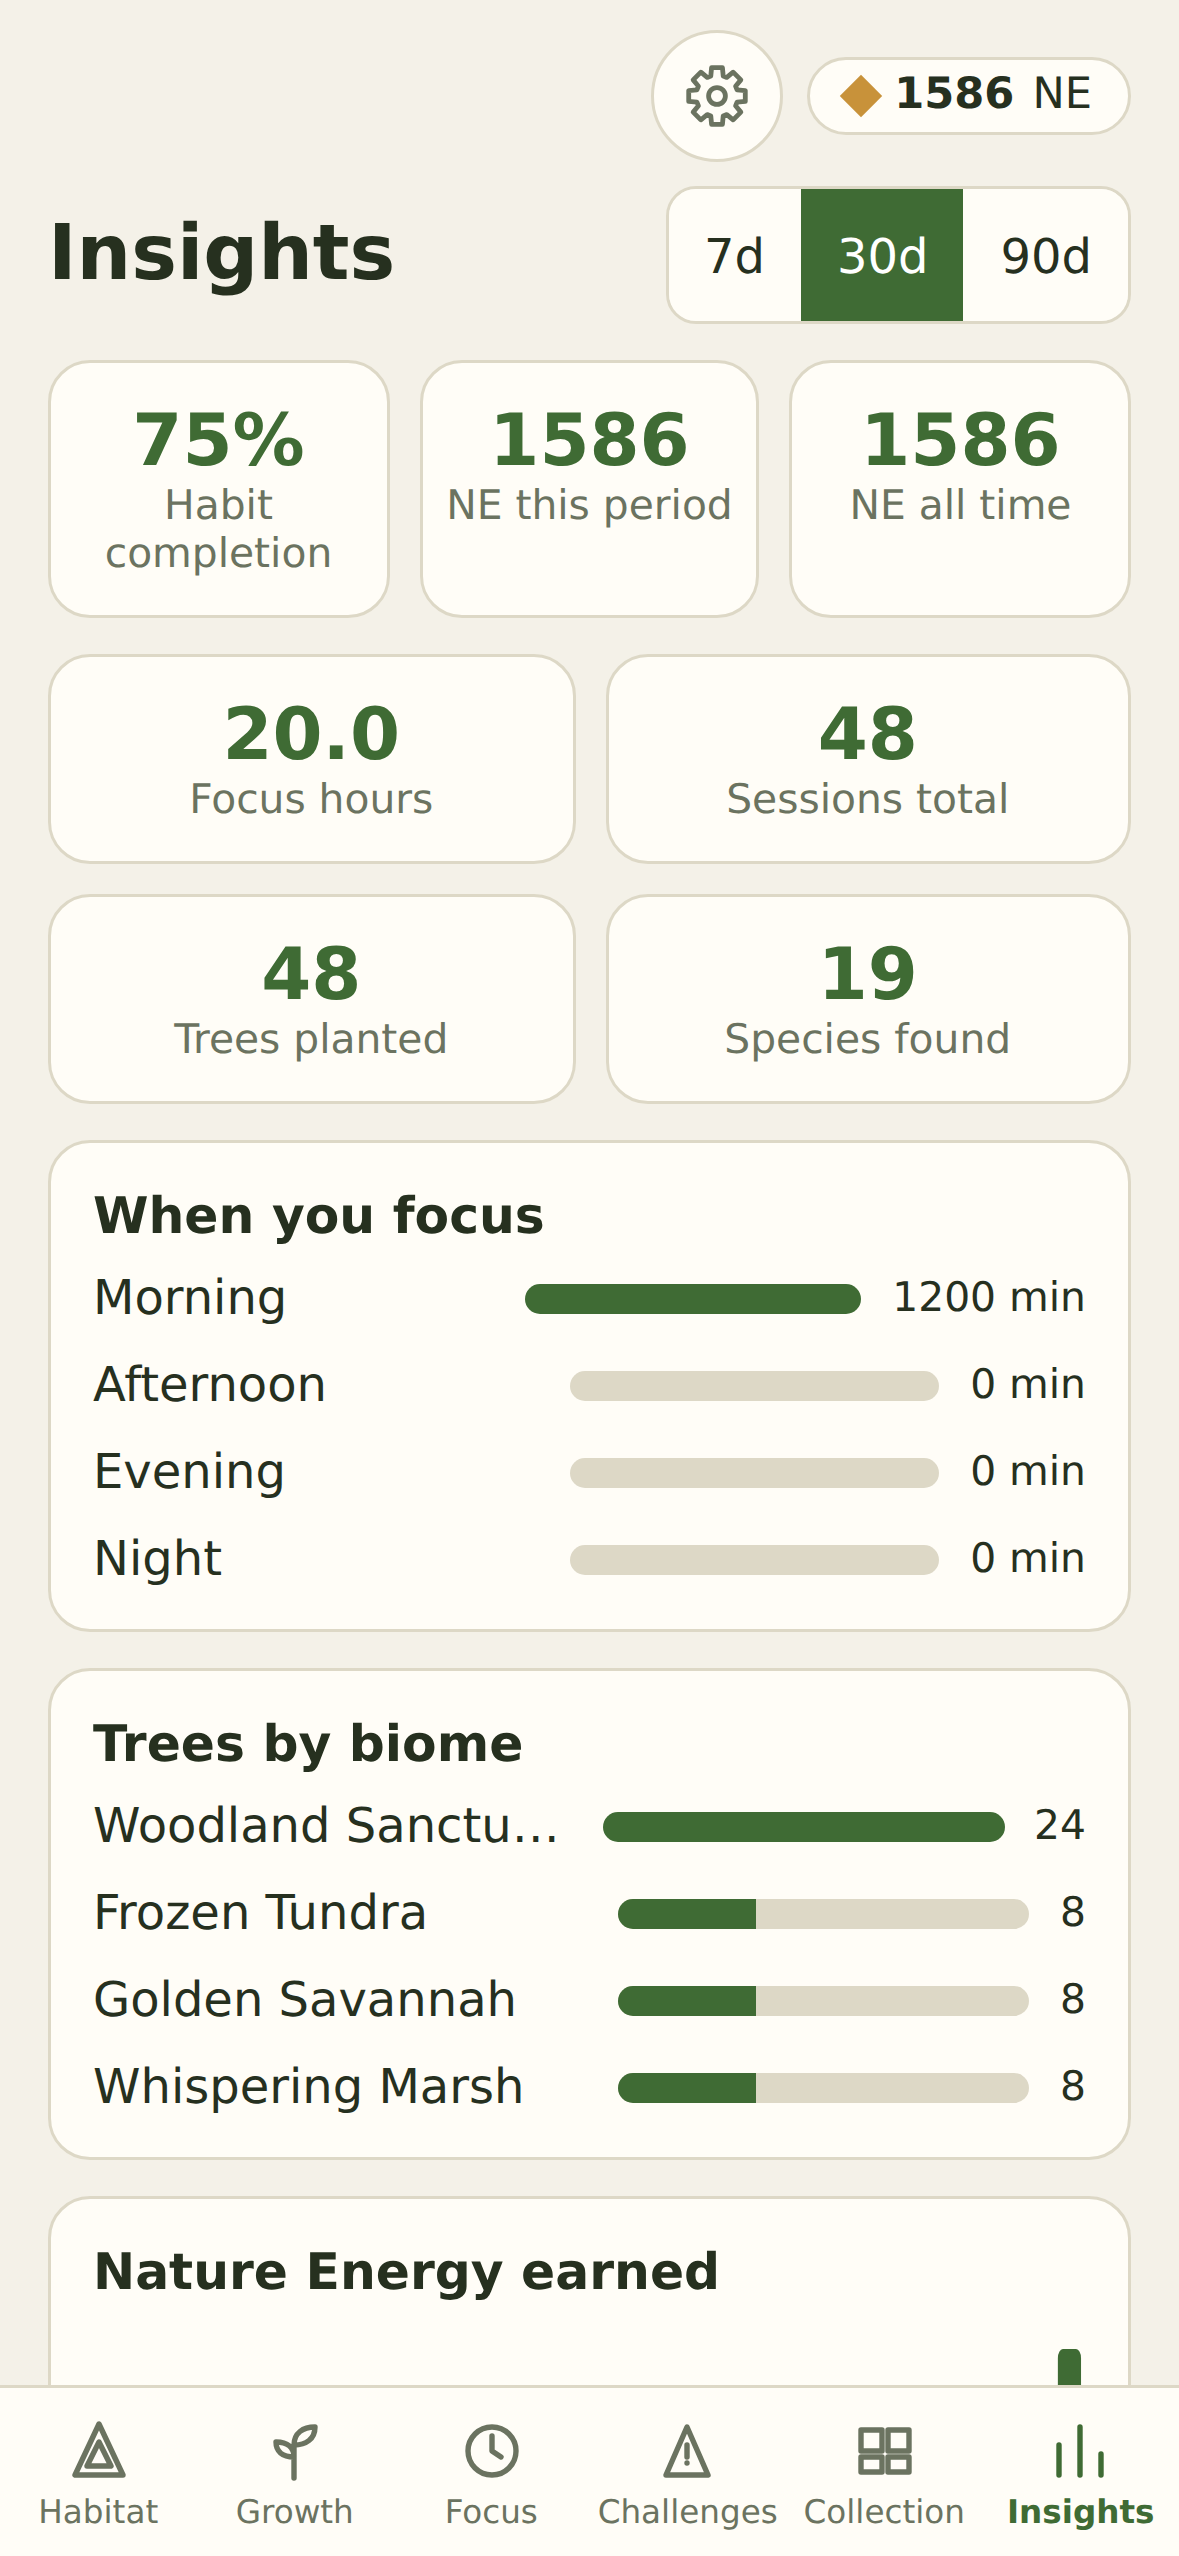 1586 NE
Insights
7d 30d 90d
75%
Habit
completion
1586
NE this period
1586
NE all time
20.0
Focus hours
48
Sessions total
48
Trees planted
19
Species found
When you focus
Morning 1200 min
Afternoon 0 min
Evening 0 min
Night 0 min
Trees by biome
Woodland Sanctu... 24
Frozen Tundra 8
Golden Savannah 8
Whispering Marsh 8
Nature Energy earned
Habitat Growth Focus Challenges Collection Insights